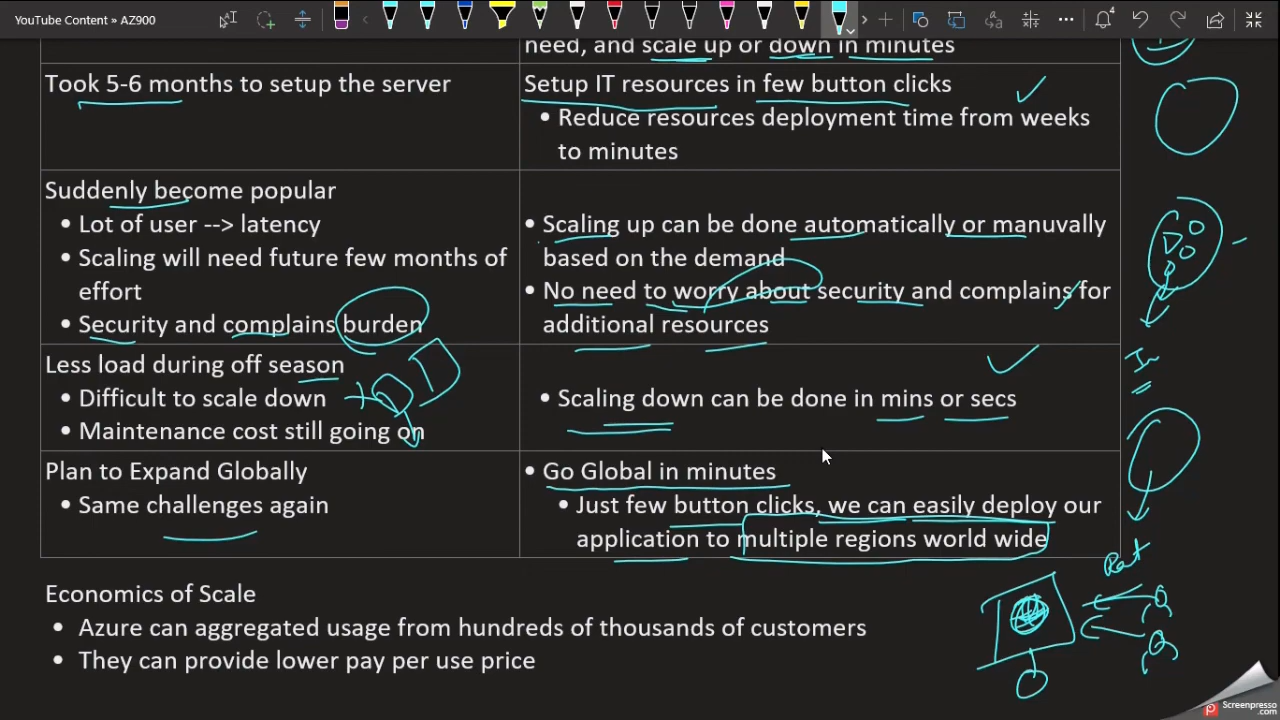 YouTube Content » AZ900
4
need, and scale up or down in minutes
Took 5-6 months to setup the server
Setup IT resources in few button clicks
• Reduce resources deployment time from weeks
to minutes
Suddenly become popular
• Lot of user --> latency
• Scaling will need future few months of
effort
• Security and complains burden
• Scaling up can be done automatically or manuvally
based on the demand
• No need to worry about security and complains for
additional resources
Less load during off season
• Difficult to scale down
• Maintenance cost still going on
• Scaling down can be done in mins or secs
Plan to Expand Globally
• Same challenges again
• Go Global in minutes
• Just few button clicks, we can easily deploy our
application to multiple regions world wide
Economics of Scale
• Azure can aggregated usage from hundreds of thousands of customers
• They can provide lower pay per use price
Screenpresso
.com